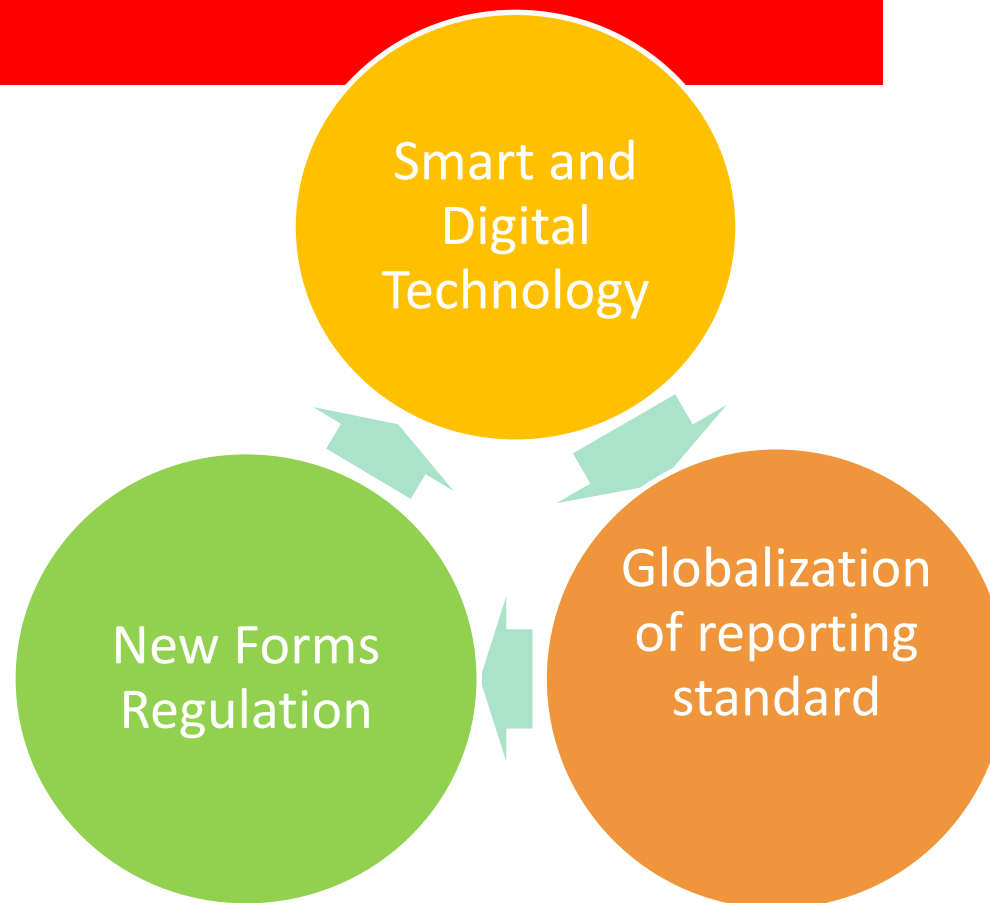 Smart and
Digital
Technology
Globalization
of reporting
standard
New Forms
Regulation